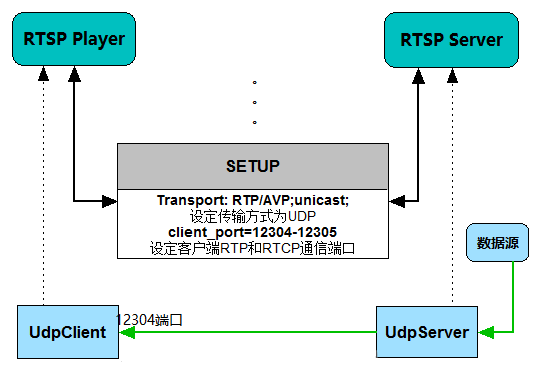 RTSP Player
RTSP Server
SETUP
Transport: RTP/AVP;unicast;
设定传输方式为UDP
client_port=12304-12305
设定客户端RTP和RTCP通信端口
数据源
12304端口
UdpClient
UdpServer